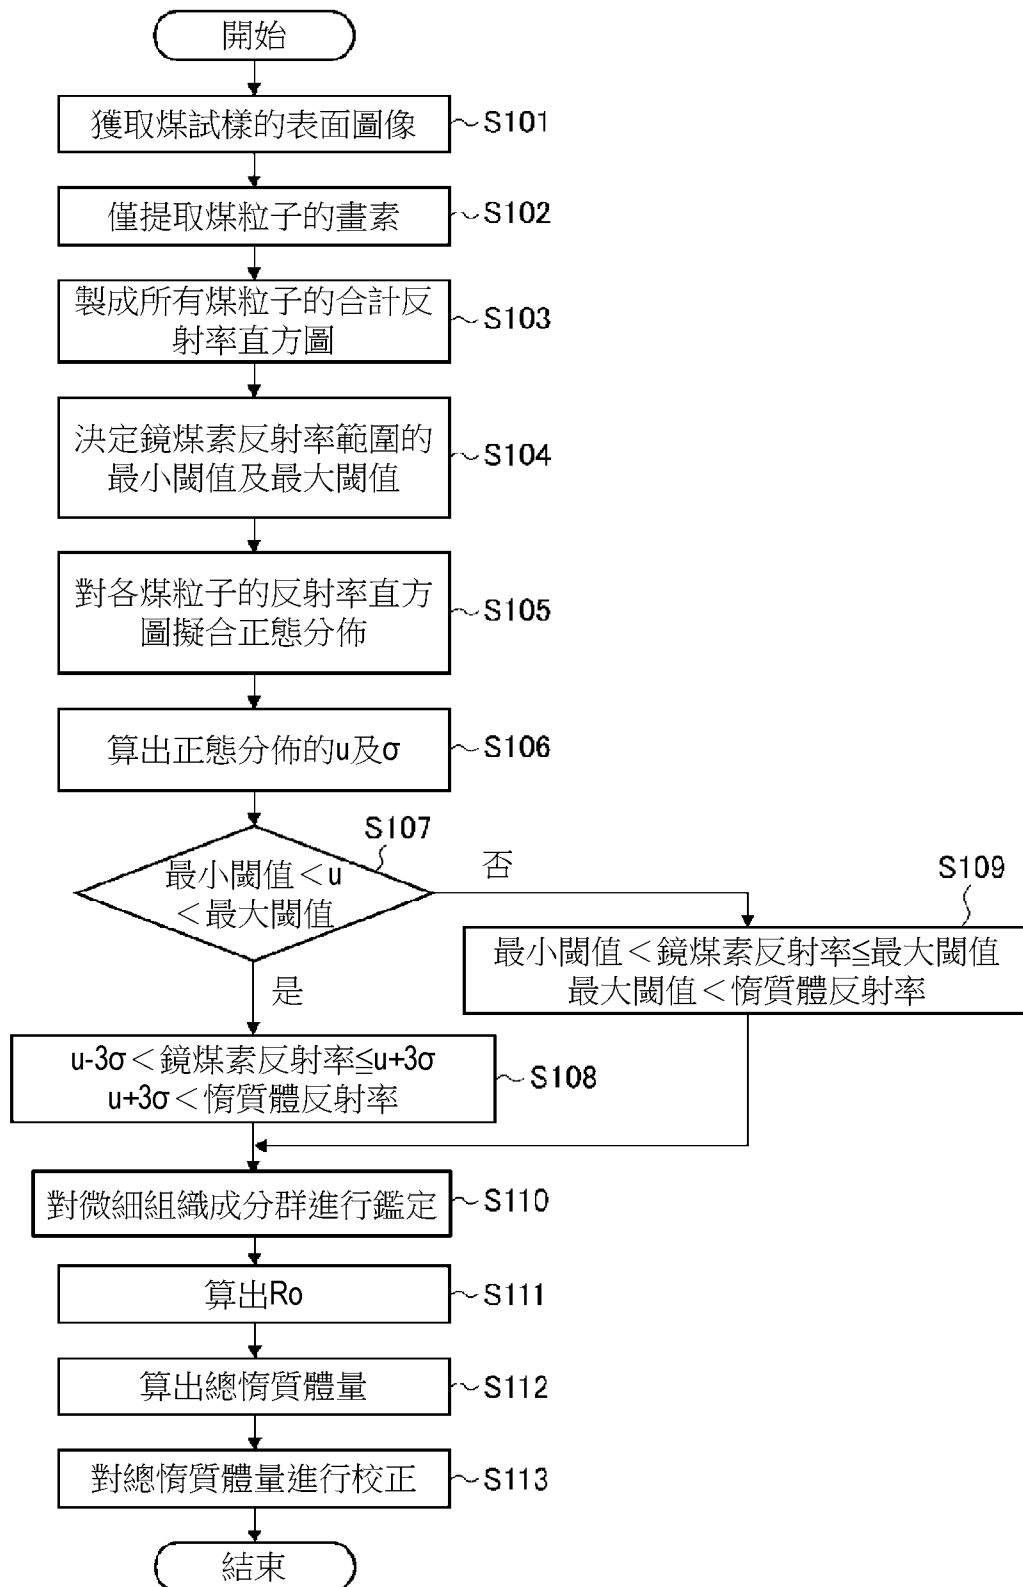 開始
獲取煤試樣的表面圖像
S101
僅提取煤粒子的畫素
S102
製成所有煤粒子的合計反
射率直方圖
S103
決定鏡煤素反射率範圍的
最小閾值及最大閾值
S104
對各煤粒子的反射率直方
圖擬合正態分佈
S105
算出正態分佈的u及σ
S106
S107
最小閾值＜u
＜最大閾值
否
是
S109
最小閾值＜鏡煤素反射率≦最大閾值
最大閾值＜惰質體反射率
u-3σ＜鏡煤素反射率≦u+3σ
u+3σ＜惰質體反射率
S108
對微細組織成分群進行鑑定
S110
算出Ro
S111
算出總惰質體量
S112
對總惰質體量進行校正
S113
結束